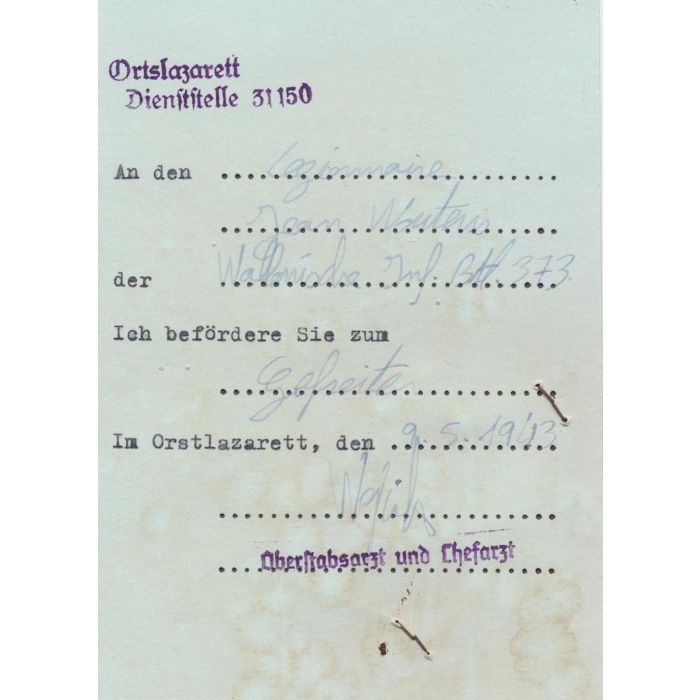 Ortslazarett
Dienststelle 31150
An den Legionnaire
Jean Wouters
der Wallonische Inf. Btl. 373.
Ich befördere Sie zum
Gefreiten
Im Orstlazarett, den 9. 5. 1943
Oberstabsarzt und Chefarzt